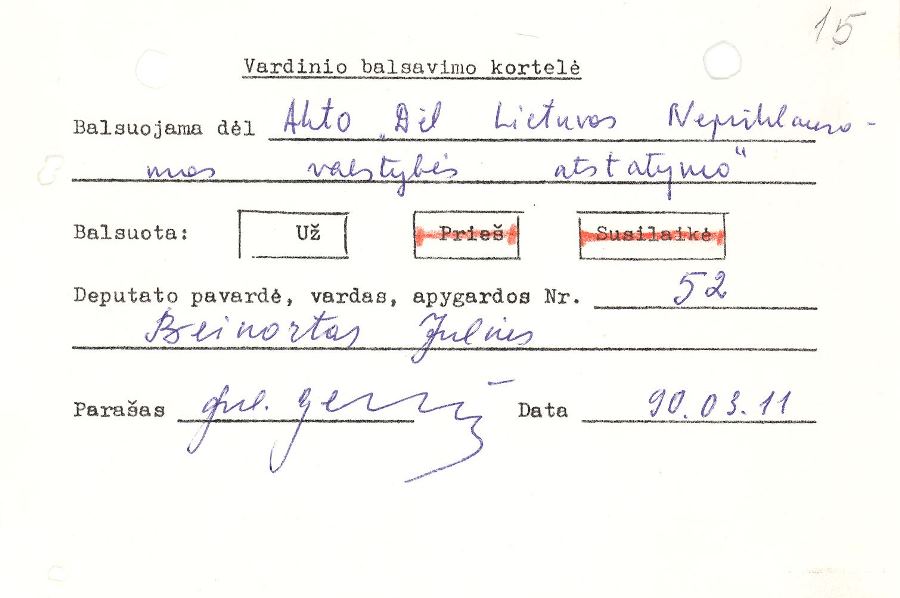 15
Vardinio balsavimo kortelė
Balsuojama dėl Akto „Dėl Lietuvos Nepriklauso-
mos valstybės atstatymo“
Balsuota: Už Prieš Susilaikė
Deputato pavardė, vardas, apygardos Nr. 52
Beinortas Julius
Parašas Data 90.03.11